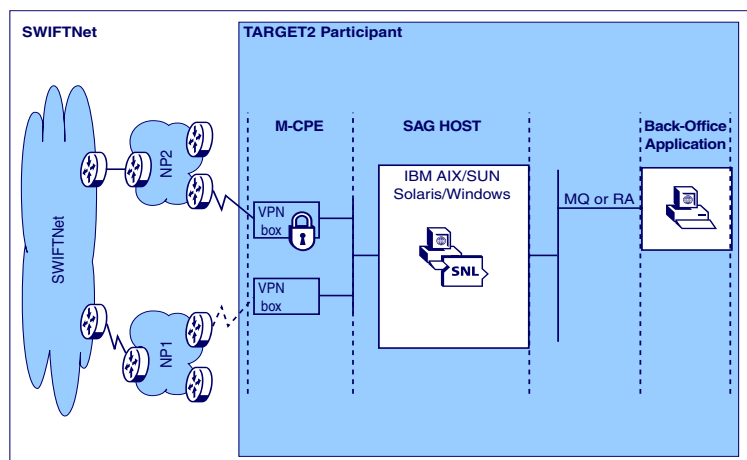 SWIFTNet
TARGET2 Participant
M-CPE
SAG HOST
Back-Office
Application
NP2
IBM AIX/SUN
Solaris/Windows
MQ or RA
VPN
box
SWIFTNet
SNL
VPN
box
NP1